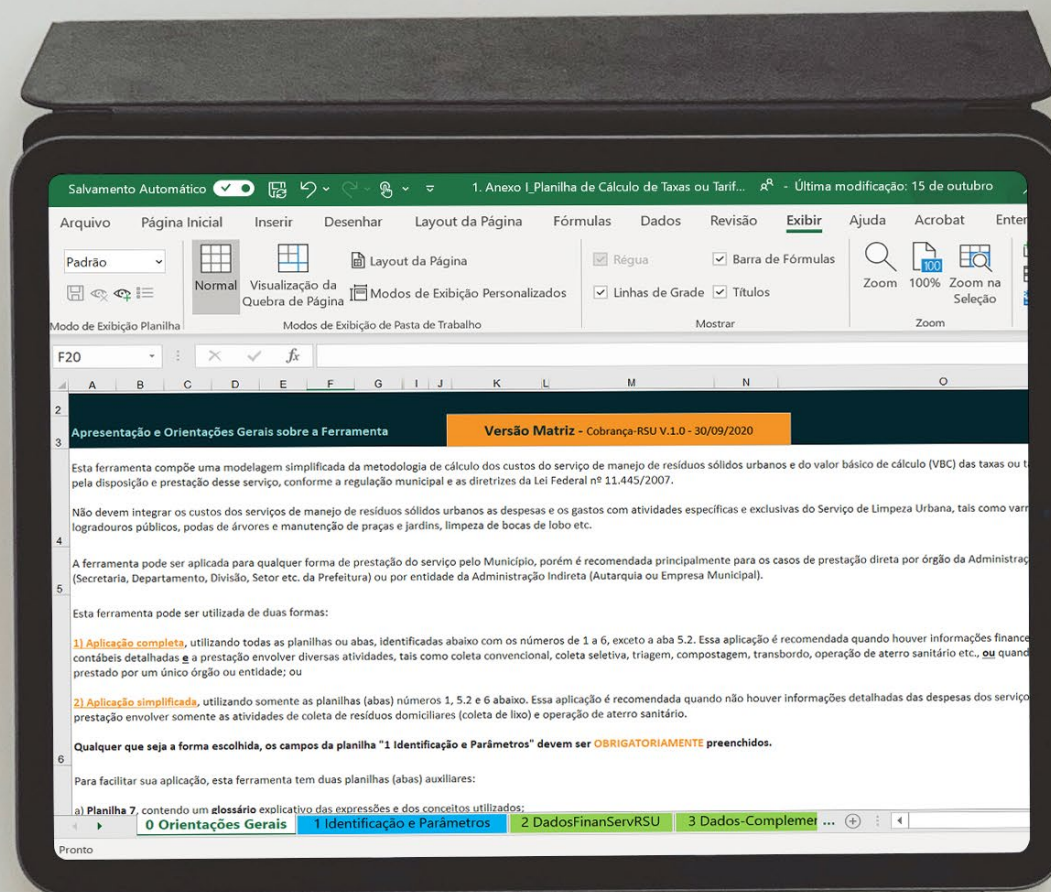 Salvamento Automático
1. Anexo I_Planilha de Cálculo de Taxas ou Tarif... - Última modificação: 15 de outubro
Arquivo Página Inicial Inserir Desenhar Layout da Página Fórmulas Dados Revisão Exibir Ajuda Acrobat Enter
Padrão
Normal
Visualização da Quebra de Página
Layout da Página
Modos de Exibição Personalizados
Régua
Barra de Fórmulas
Linhas de Grade
Títulos
Zoom
100%
Zoom na Seleção
Modo de Exibição Planilha
Modos de Exibição de Pasta de Trabalho
Mostrar
Zoom
F20
fx
A B C D E F G I J K L M N O
2
3
Apresentação e Orientações Gerais sobre a Ferramenta
Versão Matriz - Cobrança-RSU V.1.0 - 30/09/2020
Esta ferramenta compõe uma modelagem simplificada da metodologia de cálculo dos custos do serviço de manejo de resíduos sólidos urbanos e do valor básico de cálculo (VBC) das taxas ou
pela disposição e prestação desse serviço, conforme a regulação municipal e as diretrizes da Lei Federal nº 11.445/2007.
Não devem integrar os custos dos serviços de manejo de resíduos sólidos urbanos as despesas e os gastos com atividades específicas e exclusivas do Serviço de Limpeza Urbana, tais como
logradouros públicos, podas de árvores e manutenção de praças e jardins, limpeza de bocas de lobo etc.
4
A ferramenta pode ser aplicada para qualquer forma de prestação do serviço pelo Município, porém é recomendada principalmente para os casos de prestação direta por órgão da Administraç
(Secretaria, Departamento, Divisão, Setor etc. da Prefeitura) ou por entidade da Administração Indireta (Autarquia ou Empresa Municipal).
5
Esta ferramenta pode ser utilizada de duas formas:
1) Aplicação completa, utilizando todas as planilhas ou abas, identificadas abaixo com os números de 1 a 6, exceto a aba 5.2. Essa aplicação é recomendada quando houver informações finance
contábeis detalhadas e a prestação envolver diversas atividades, tais como coleta convencional, coleta seletiva, triagem, compostagem, transbordo, operação de aterro sanitário etc., ou quand
prestado por um único órgão ou entidade; ou
2) Aplicação simplificada, utilizando somente as planilhas (abas) números 1, 5.2 e 6 abaixo. Essa aplicação é recomendada quando não houver informações detalhadas das despesas dos serviço
prestação envolver somente as atividades de coleta de resíduos domiciliares (coleta de lixo) e operação de aterro sanitário.
Qualquer que seja a forma escolhida, os campos da planilha "1 Identificação e Parâmetros" devem ser OBRIGATORIAMENTE preenchidos.
6
Para facilitar sua aplicação, esta ferramenta tem duas planilhas (abas) auxiliares:
a) Planilha 7, contendo um glossário explicativo das expressões e dos conceitos utilizados;
0 Orientações Gerais 1 Identificação e Parâmetros 2 DadosFinanServRSU 3 Dados-Complemer ...
Pronto